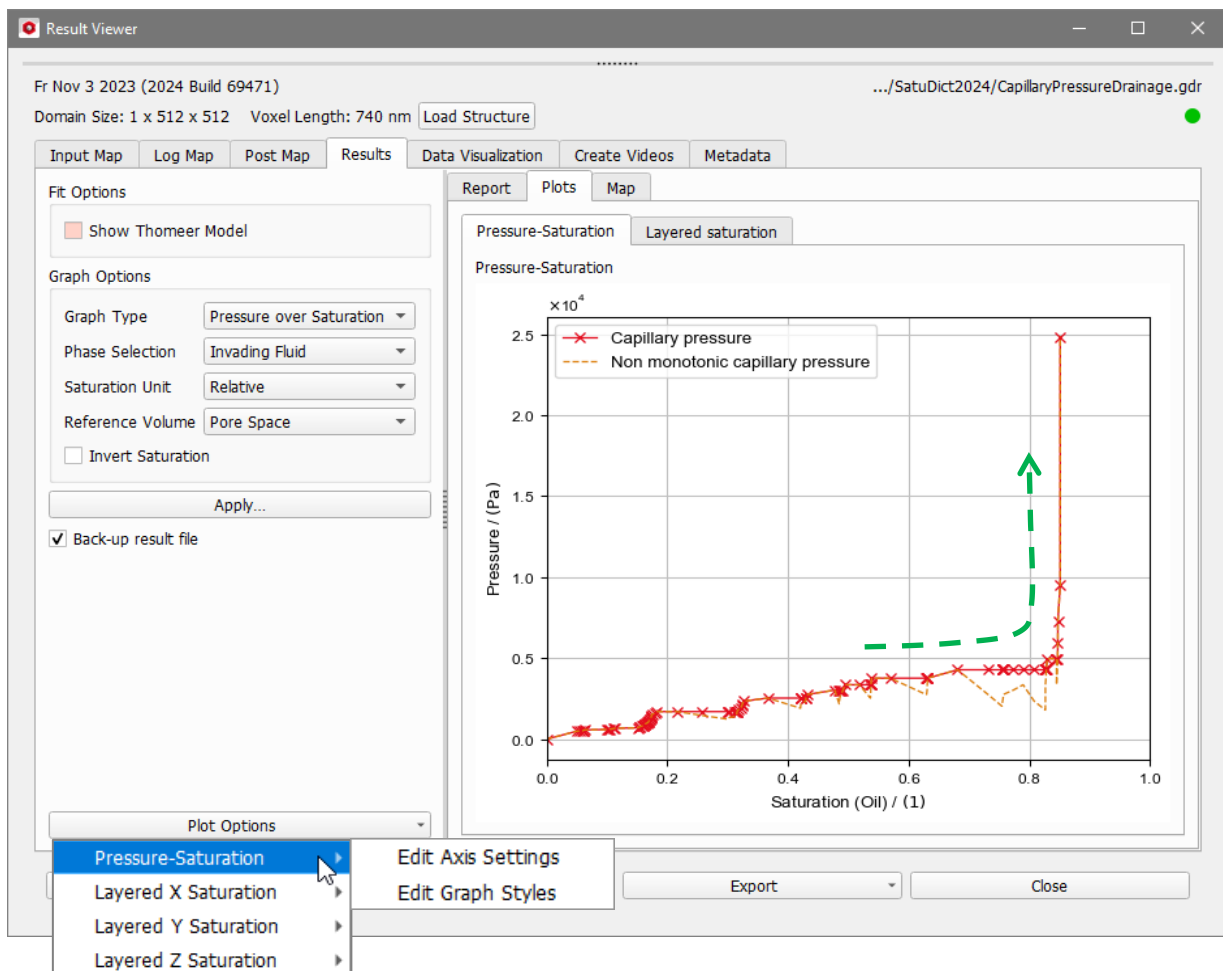 Result Viewer
Fr Nov 3 2023 (2024 Build 69471)
.../SatuDict2024/CapillaryPressureDrainage.gdr
Domain Size: 1 x 512 x 512 Voxel Length: 740 nm Load Structure
Input Map Log Map Post Map Results Data Visualization Create Videos Metadata
Fit Options
Show Thomeer Model
Graph Options
Graph Type Pressure over Saturation
Phase Selection Invading Fluid
Saturation Unit Relative
Reference Volume Pore Space
Invert Saturation
Apply...
Back-up result file
Plot Options
Pressure-Saturation
Layered X Saturation
Layered Y Saturation
Layered Z Saturation
Edit Axis Settings
Edit Graph Styles
Report Plots Map
Pressure-Saturation Layered saturation
Pressure-Saturation
×10⁴
Capillary pressure
Non monotonic capillary pressure
2.5
2.0
1.5
1.0
0.5
0.0
Pressure / (Pa)
0.0 0.2 0.4 0.6 0.8 1.0
Saturation (Oil) / (1)
Export Close